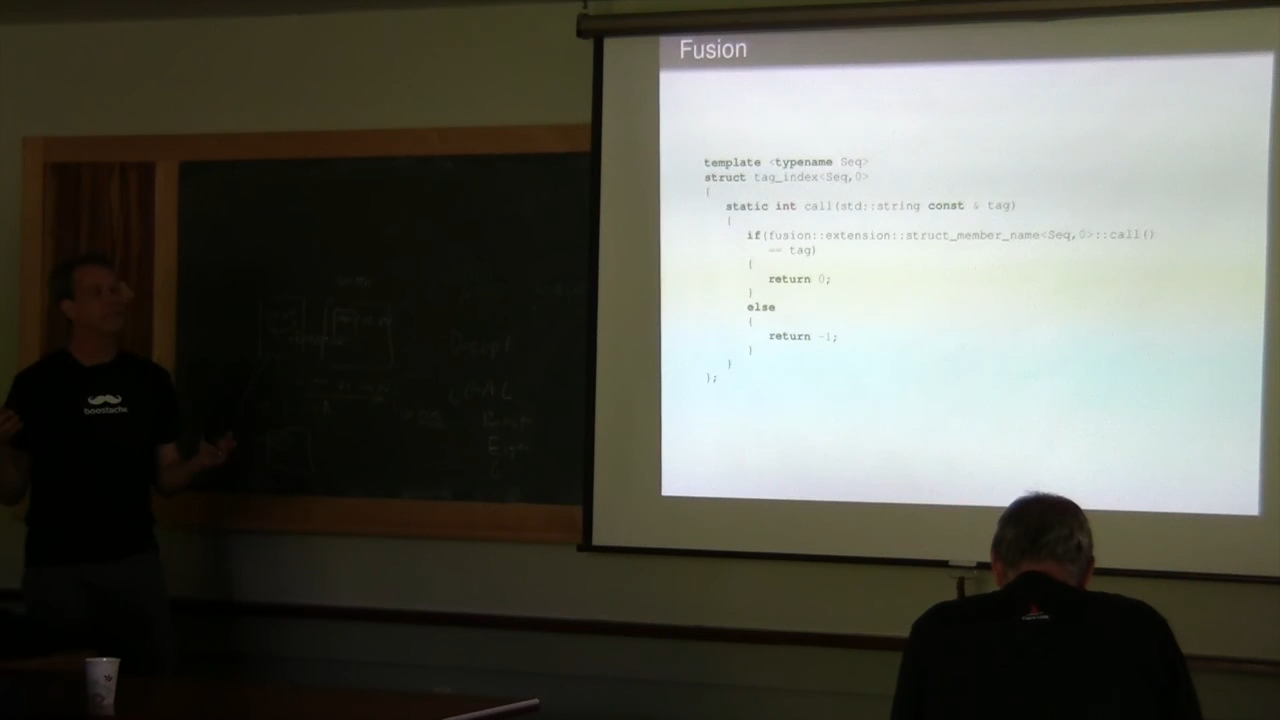 Fusion
template <typename Seq>
struct tag_index<Seq,0>
{
static int call(std::string const & tag)
{
if(fusion::extension::struct_member_name<Seq,0>::call()
== tag)
{
return 0;
}
else
{
return -1;
}
}
};
boostache